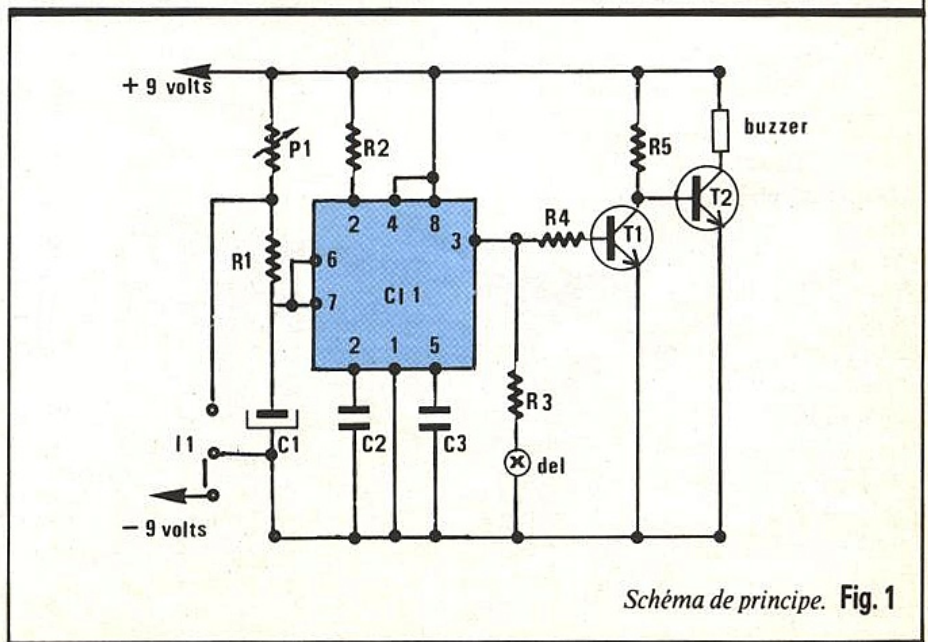 + 9 volts
P1
R2
buzzer
R5
T2
2 4 8
3
R4
T1
R1
6
7
CI 1
2 1 5
R3
I1
C1
C2
C3
del
– 9 volts
Schéma de principe. Fig. 1